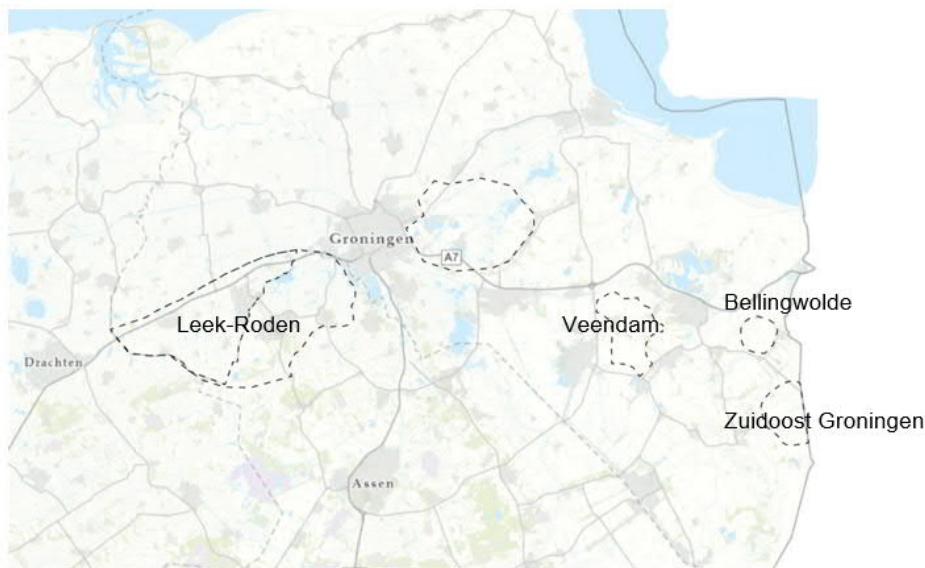 Groningen
A7
Bellingwolde
Leek-Roden
Veendam
Drachten
Zuidoost Groningen
Assen